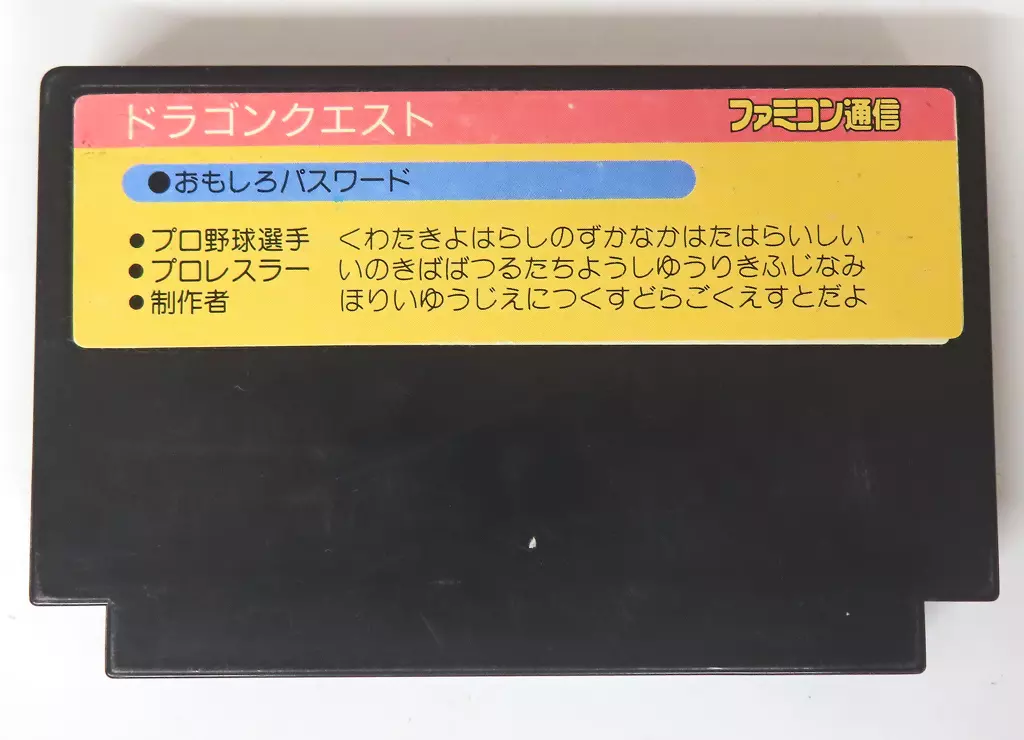 ドラゴンクエスト ファミコン通信
●おもしろパスワード
●プロ野球選手 くわたきよはらしのずかなかはたはらいしい
●プロレスラー いのきばばつるたちようしゆうりきふじなみ
●制作者 ほりいゆうじえにつくすどらごくえすとだよ